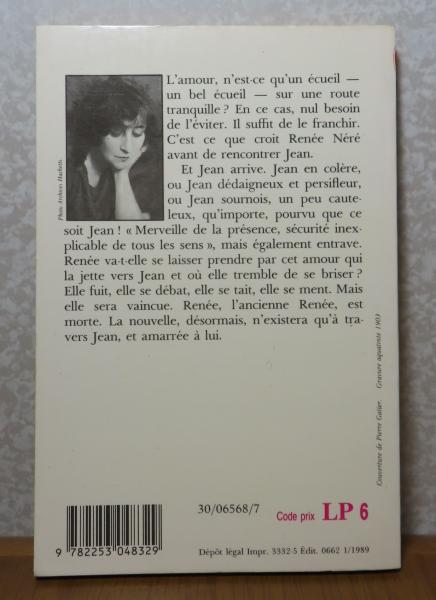 L'amour, n'est-ce qu'un écueil —
un bel écueil — sur une route
tranquille ? En ce cas, nul besoin
de l'éviter. Il suffit de le franchir.
C'est ce que croit Renée Néré
avant de rencontrer Jean.
Et Jean arrive. Jean en colère,
ou Jean dédaigneux et persifleur,
ou Jean sournois, un peu caute-
leux, qu'importe, pourvu que ce
soit Jean ! « Merveille de la présence, sécurité inex-
plicable de tous les sens », mais également entrave.
Renée va-t-elle se laisser prendre par cet amour qui
la jette vers Jean et où elle tremble de se briser ?
Elle fuit, elle se débat, elle se tait, elle se ment. Mais
elle sera vaincue. Renée, l'ancienne Renée, est
morte. La nouvelle, désormais, n'existera qu'à tra-
vers Jean, et amarrée à lui.
Photo Archives Hachette.
Couverture de Pierre Gatier. Gravure aquatinte 1903
30/06568/7
Code prix LP 6
9 782253 048329
Dépôt légal Impr. 3332-5 Édit. 0662 1/1989